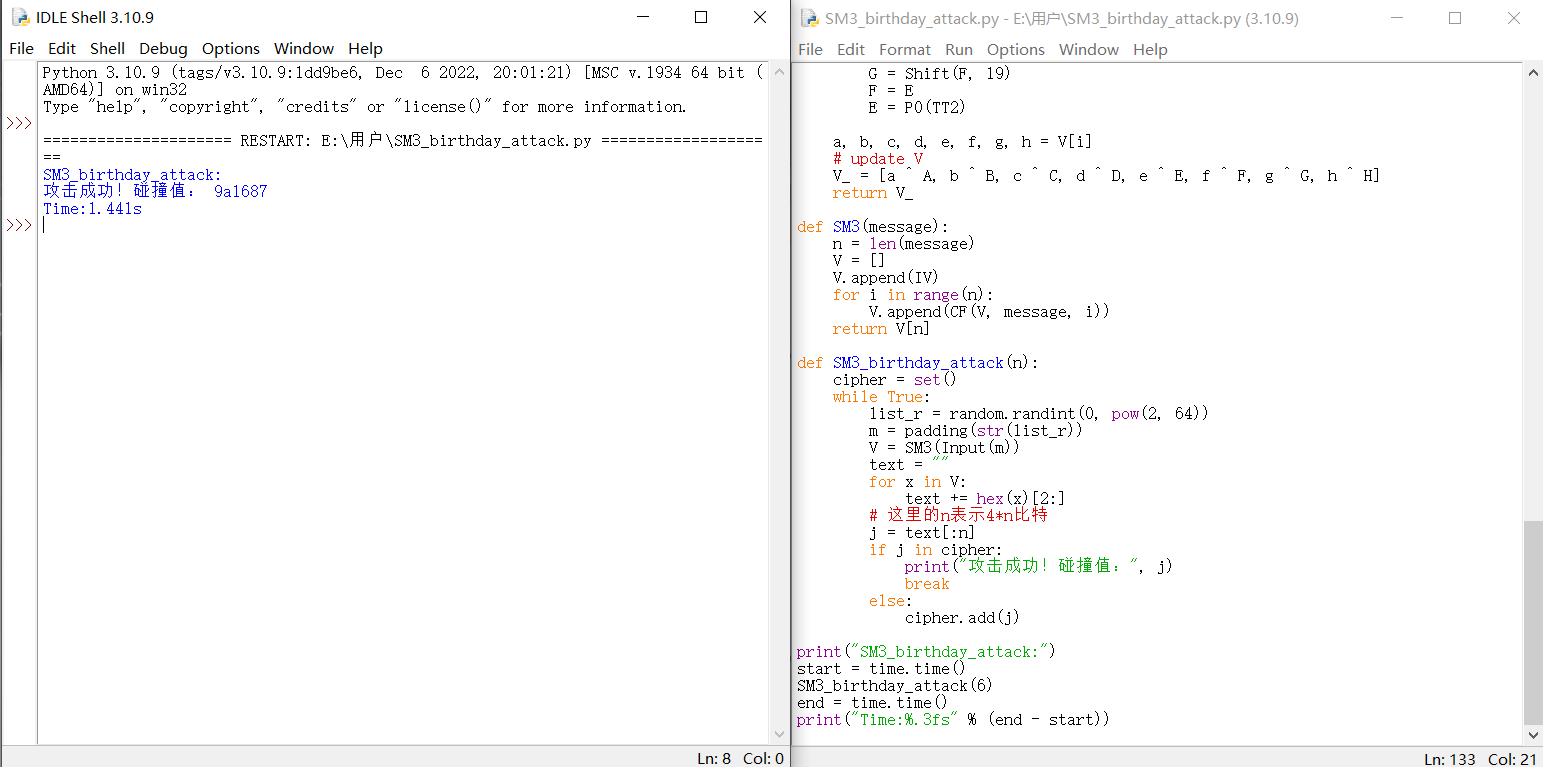 IDLE Shell 3.10.9
File Edit Shell Debug Options Window Help
Python 3.10.9 (tags/v3.10.9:1dd9be6, Dec  6 2022, 20:01:21) [MSC v.1934 64 bit (
AMD64)] on win32
Type "help", "copyright", "credits" or "license()" for more information.
>>>
===================== RESTART: E:\用户\SM3_birthday_attack.py ==================
==
SM3_birthday_attack:
攻击成功！碰撞值： 9a1687
Time:1.441s
>>>
Ln: 8 Col: 0
SM3_birthday_attack.py - E:\用户\SM3_birthday_attack.py (3.10.9)
File Edit Format Run Options Window Help
        G = Shift(F, 19)
        F = E
        E = P0(TT2)
    a, b, c, d, e, f, g, h = V[i]
    # update V
    V_ = [a ^ A, b ^ B, c ^ C, d ^ D, e ^ E, f ^ F, g ^ G, h ^ H]
    return V_
def SM3(message):
    n = len(message)
    V = []
    V.append(IV)
    for i in range(n):
        V.append(CF(V, message, i))
    return V[n]
def SM3_birthday_attack(n):
    cipher = set()
    while True:
        list_r = random.randint(0, pow(2, 64))
        m = padding(str(list_r))
        V = SM3(Input(m))
        text = ""
        for x in V:
            text += hex(x)[2:]
        # 这里的n表示4*n比特
        j = text[:n]
        if j in cipher:
            print("攻击成功！碰撞值：", j)
            break
        else:
            cipher.add(j)
print("SM3_birthday_attack:")
start = time.time()
SM3_birthday_attack(6)
end = time.time()
print("Time:%.3fs" % (end - start))
Ln: 133 Col: 21